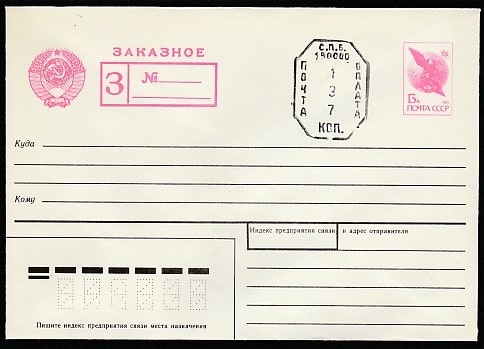 ЗАКАЗНОЕ
З №
С.П.Б.
190000
ПОЧТА
1
3
7
ОПЛАТА
КОП.
13к
ПОЧТА СССР
Куда
Кому
Индекс предприятия связи и адрес отправителя
Пишите индекс предприятия связи места назначения